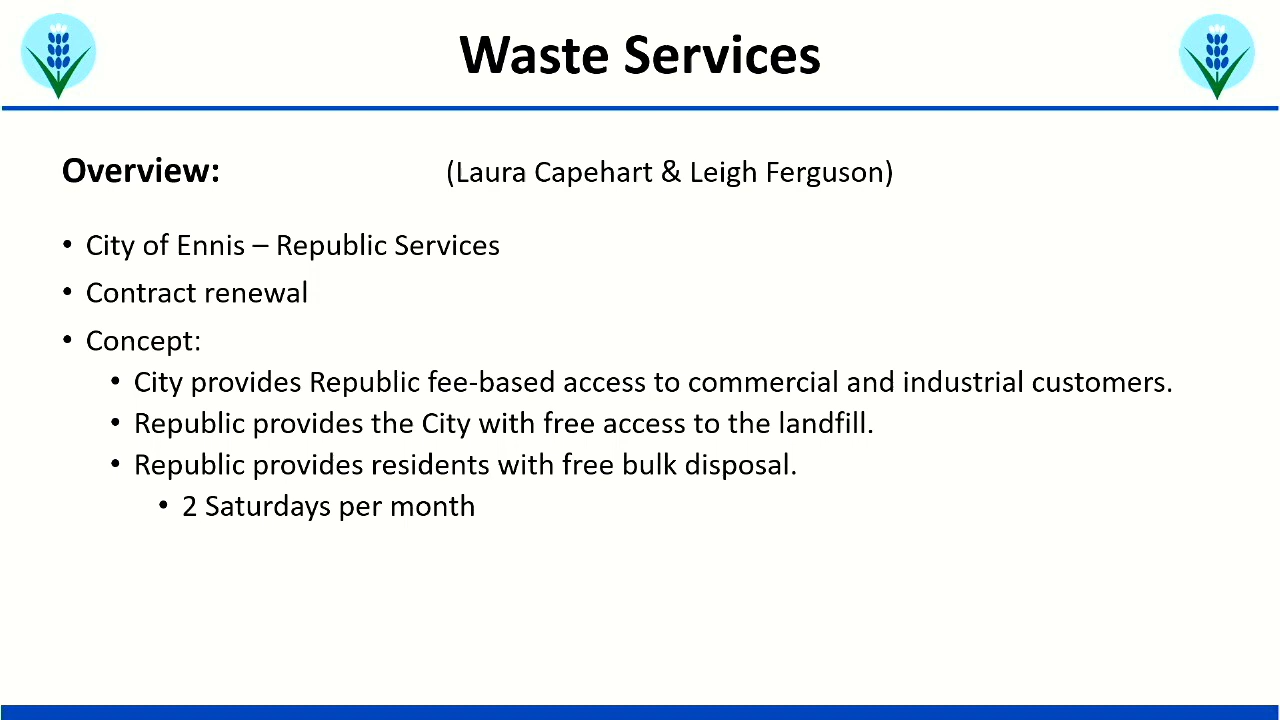 Waste Services
Overview: (Laura Capehart & Leigh Ferguson)
• City of Ennis – Republic Services
• Contract renewal
• Concept:
• City provides Republic fee-based access to commercial and industrial customers.
• Republic provides the City with free access to the landfill.
• Republic provides residents with free bulk disposal.
• 2 Saturdays per month